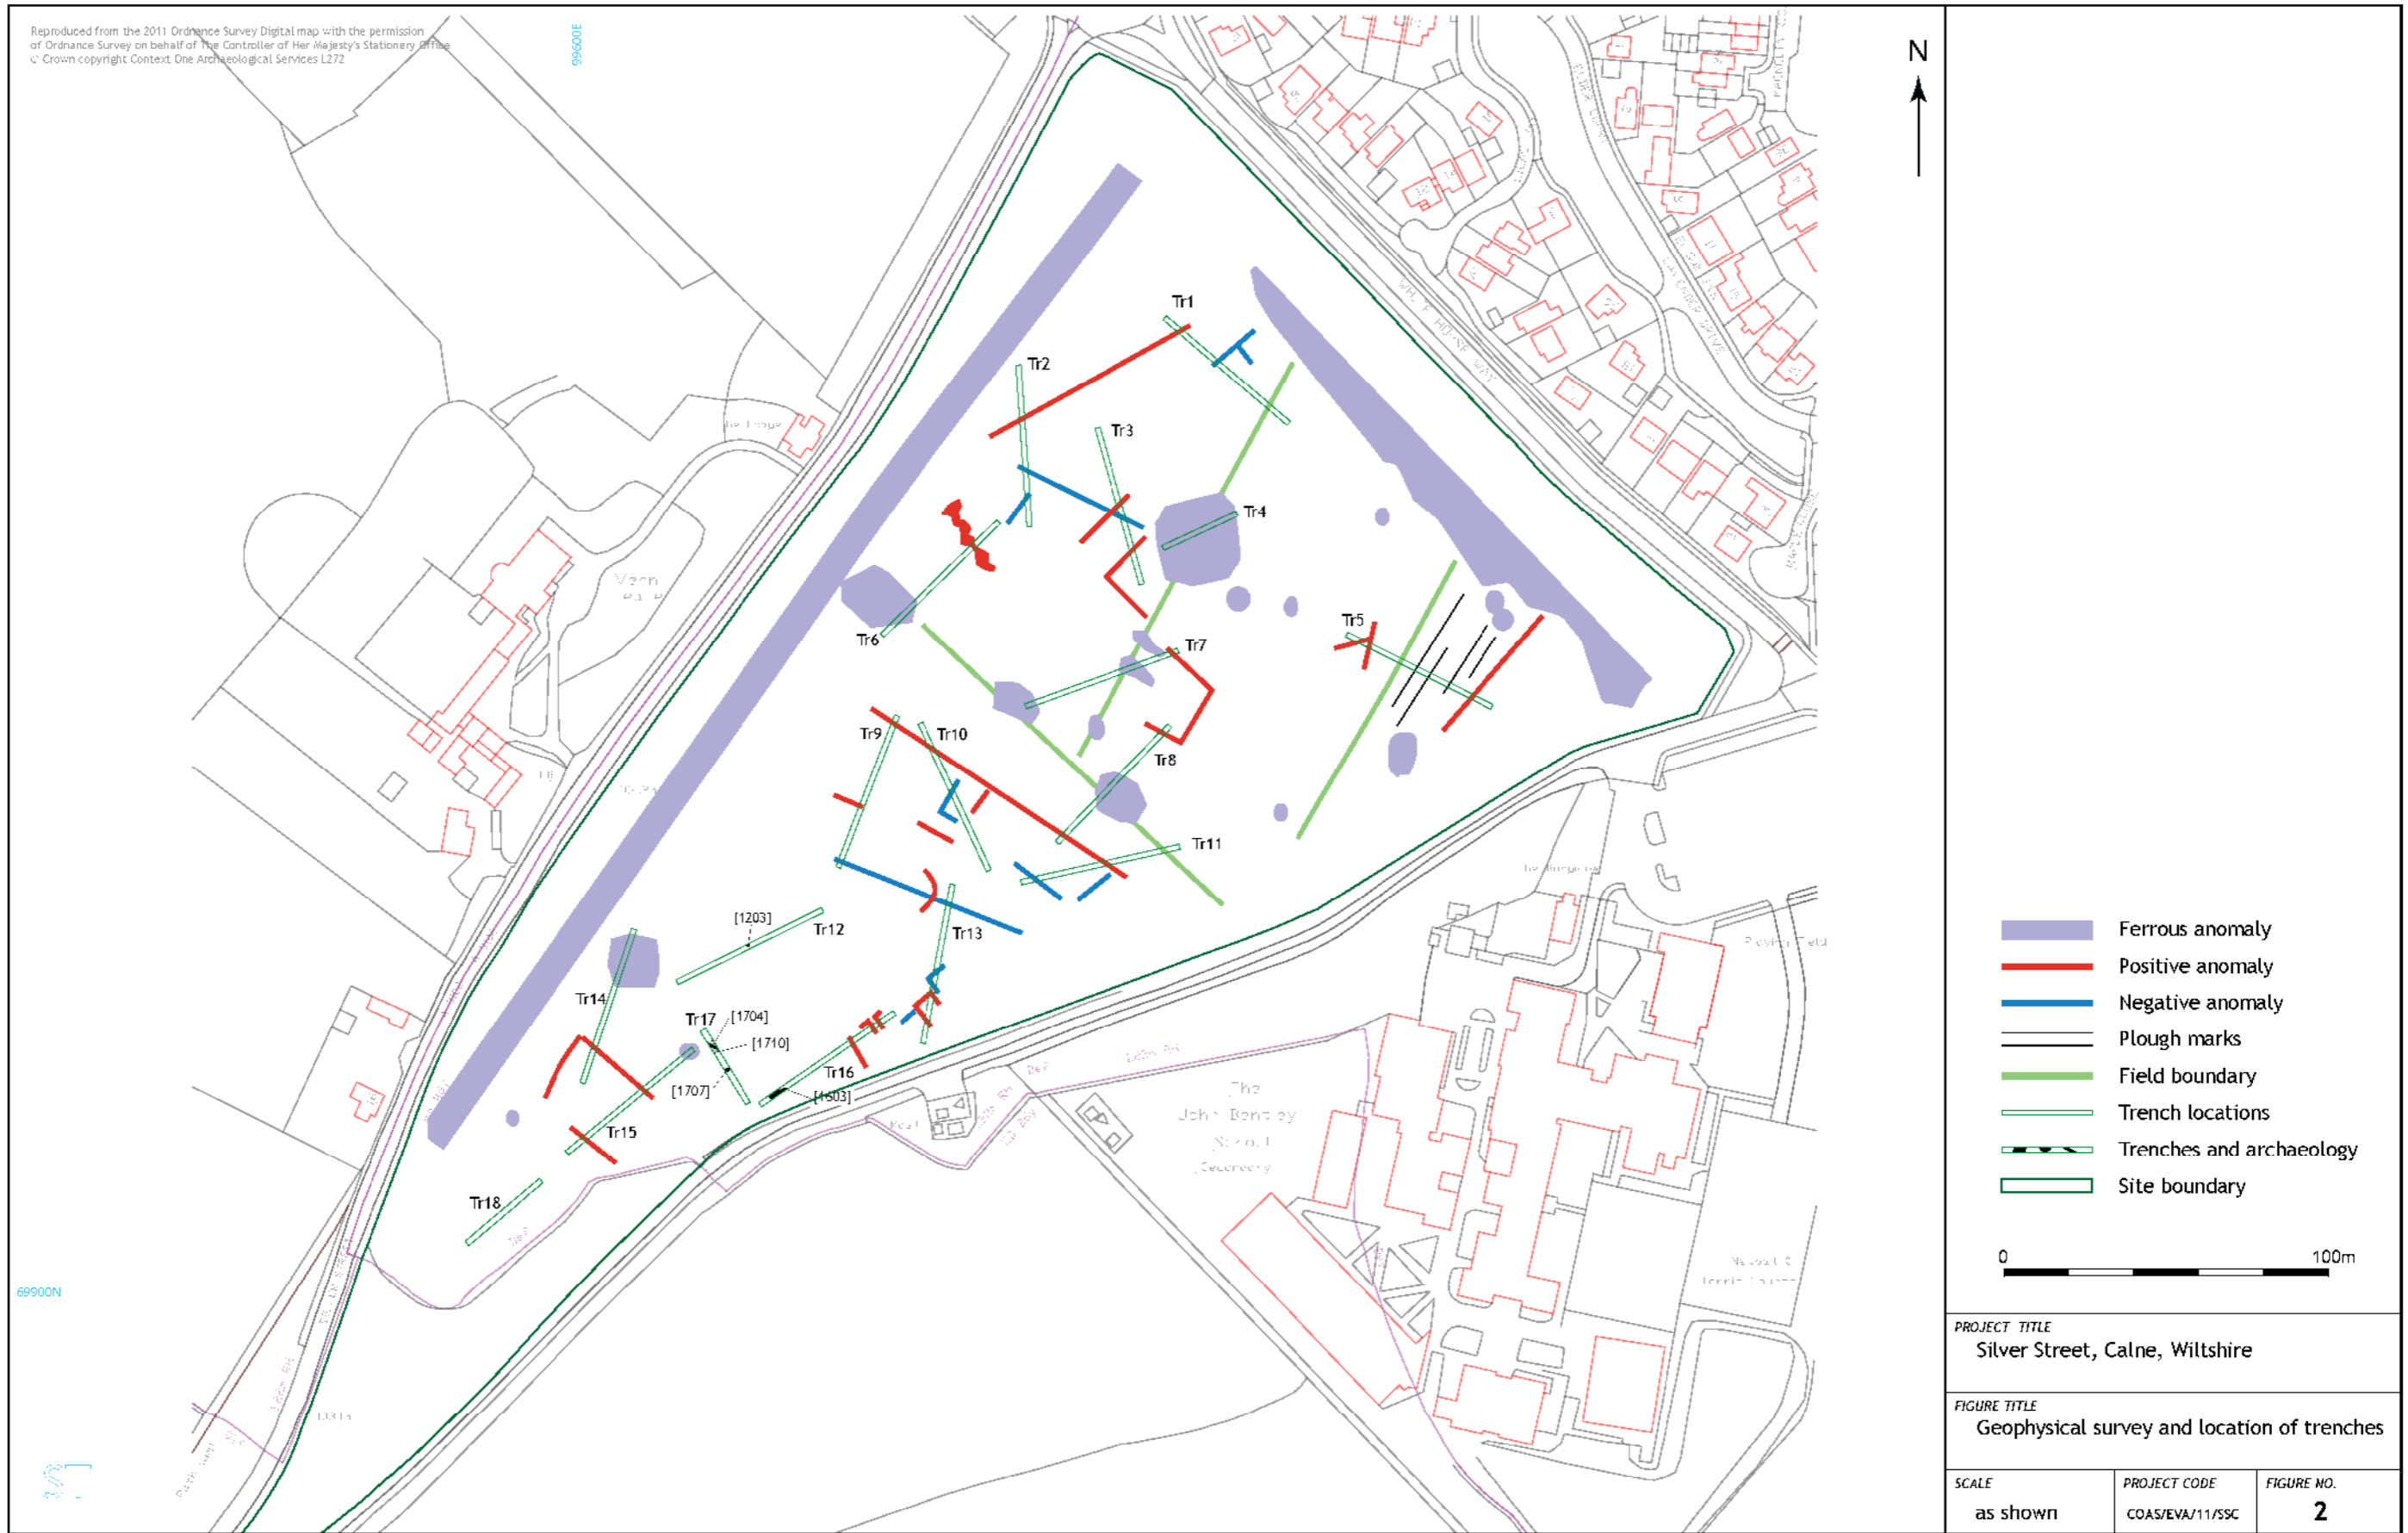 Reproduced from the 2011 Ordnance Survey Digital map with the permission
of Ordnance Survey on behalf of The Controller of Her Majesty's Stationery Office
© Crown copyright Context One Archaeological Services L272
99600E
N
Tr1
Tr2
Tr3
Tr4
Tr5
Tr6
Tr7
Tr8
Tr9
Tr10
Tr11
[1203]
Tr12
Tr13
Tr14
Tr17
[1704]
[1710]
[1707]
Tr16
[1603]
Tr15
Tr18
The
John Bentley
School
69900N
Ferrous anomaly
Positive anomaly
Negative anomaly
Plough marks
Field boundary
Trench locations
Trenches and archaeology
Site boundary
0
100m
PROJECT TITLE
Silver Street, Calne, Wiltshire
FIGURE TITLE
Geophysical survey and location of trenches
SCALE
as shown
PROJECT CODE
COAS/EVA/11/SSC
FIGURE NO.
2